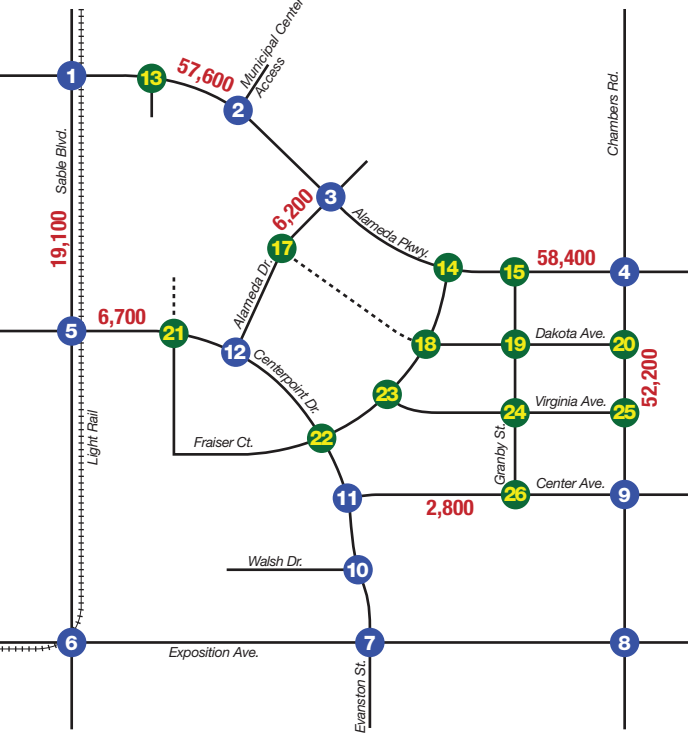 Municipal Center
Access
1
13
57,600
2
Sable Blvd.
Chambers Rd.
3
6,200
19,100
Alameda Pkwy.
17
14
15
58,400
4
Alameda Dr.
6,700
5
21
12
18
19
Dakota Ave.
20
Centerpoint Dr.
52,200
23
24
Virginia Ave.
25
Light Rail
Fraiser Ct.
22
Granby St.
11
2,800
26
Center Ave.
9
Walsh Dr.
10
6
Exposition Ave.
7
8
Evanston St.